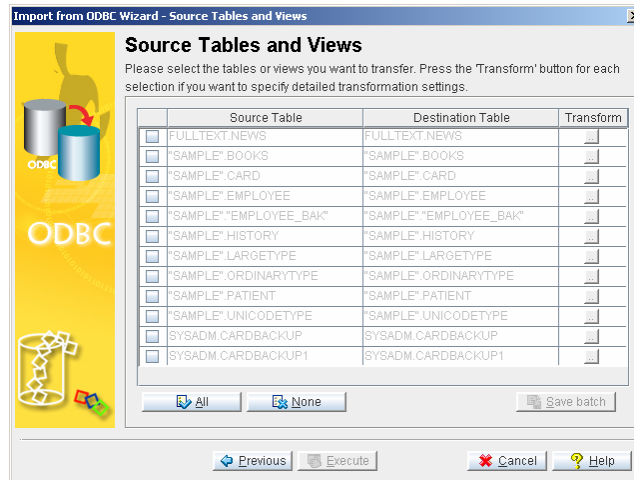 Import from ODBC Wizard - Source Tables and Views
Source Tables and Views
Please select the tables or views you want to transfer. Press the 'Transform' button for each
selection if you want to specify detailed transformation settings.
Source Table Destination Table Transform
FULLTEXT.NEWS FULLTEXT.NEWS ...
"SAMPLE".BOOKS "SAMPLE".BOOKS ...
"SAMPLE".CARD "SAMPLE".CARD ...
"SAMPLE".EMPLOYEE "SAMPLE".EMPLOYEE ...
"SAMPLE"."EMPLOYEE_BAK" "SAMPLE"."EMPLOYEE_BAK" ...
"SAMPLE".HISTORY "SAMPLE".HISTORY ...
"SAMPLE".LARGETYPE "SAMPLE".LARGETYPE ...
"SAMPLE".ORDINARYTYPE "SAMPLE".ORDINARYTYPE ...
"SAMPLE".PATIENT "SAMPLE".PATIENT ...
"SAMPLE".UNICODETYPE "SAMPLE".UNICODETYPE ...
SYSADM.CARDBACKUP SYSADM.CARDBACKUP ...
SYSADM.CARDBACKUP1 SYSADM.CARDBACKUP1 ...
ODBC
ODBC
All None Save batch
Previous Execute Cancel Help